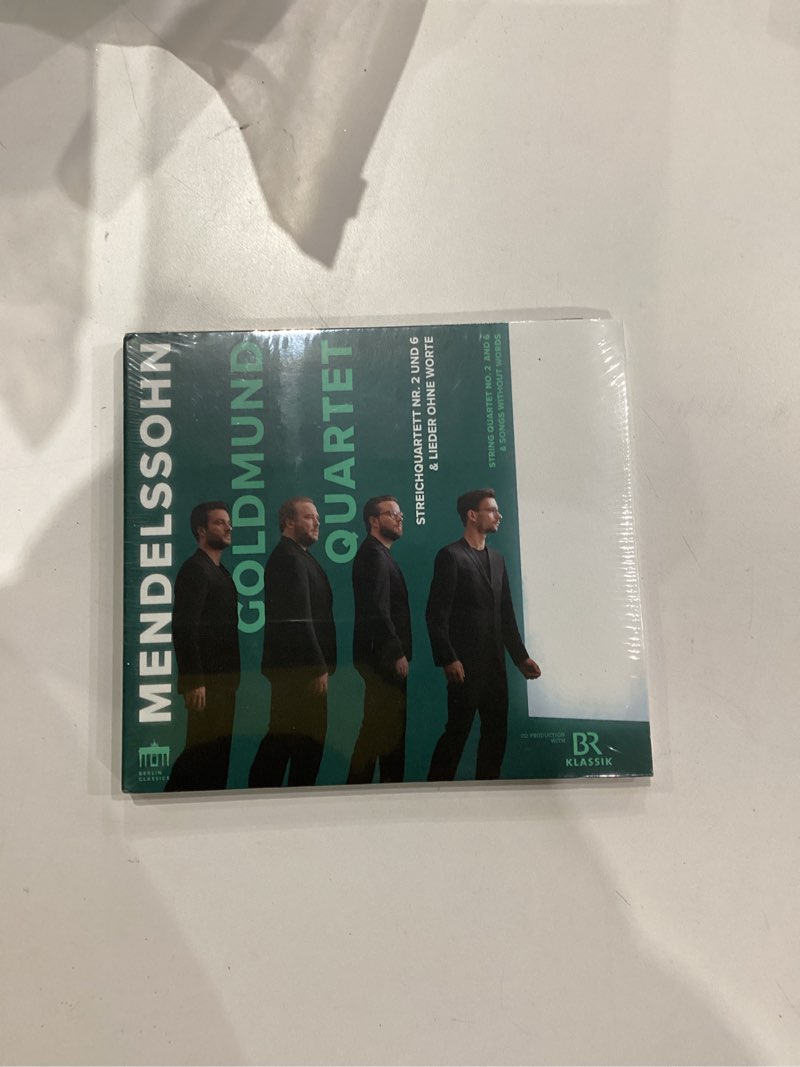 MENDELSSOHN
GOLDMUND
QUARTET
STREICHQUARTETT NR. 2 UND 6
& LIEDER OHNE WORTE
STRING QUARTET NO. 2 AND 6
& SONGS WITHOUT WORDS
BERLIN
CLASSICS
CO-PRODUCTION
WITH
BR
KLASSIK